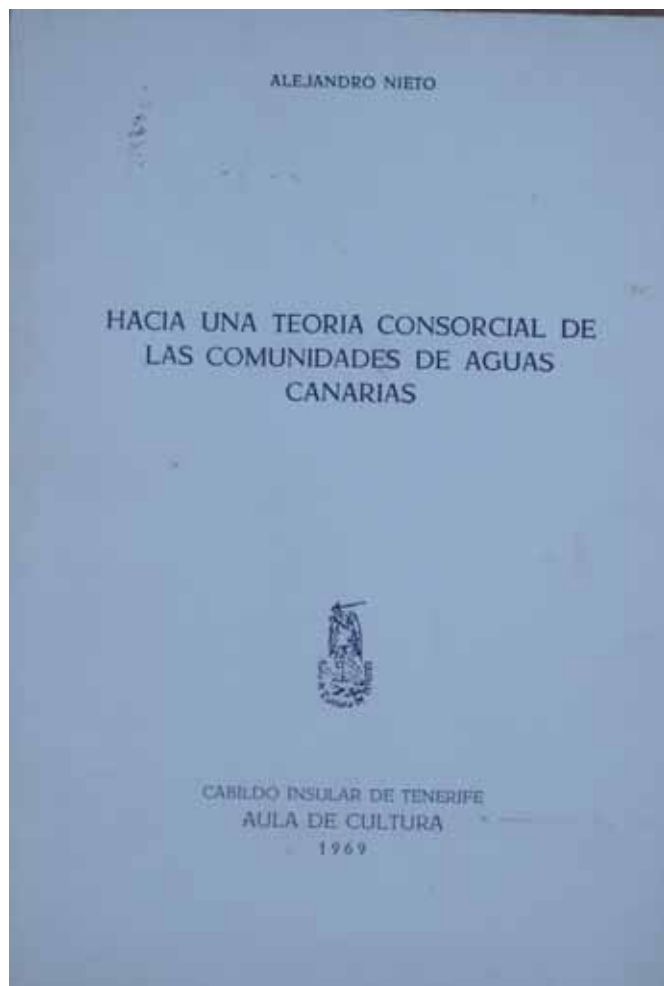 ALEJANDRO NIETO
HACIA UNA TEORIA CONSORCIAL DE
LAS COMUNIDADES DE AGUAS
CANARIAS
CABILDO INSULAR DE TENERIFE
AULA DE CULTURA
1969